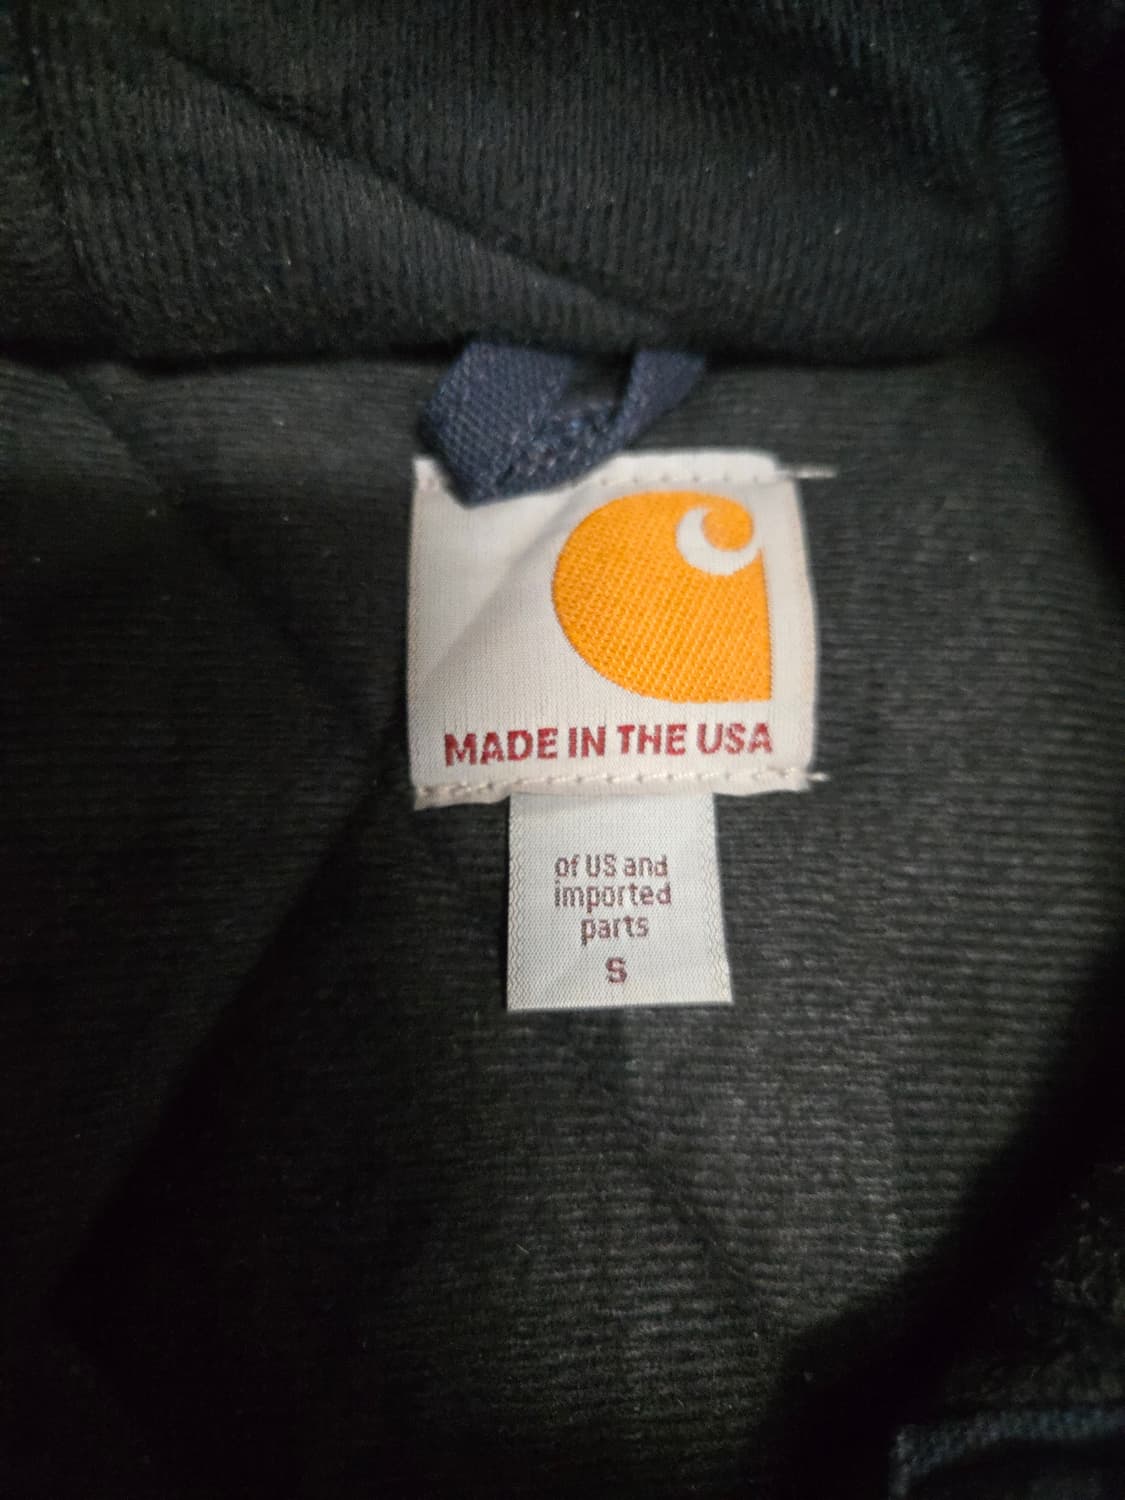 MADE IN THE USA
of US and
imported
parts
S